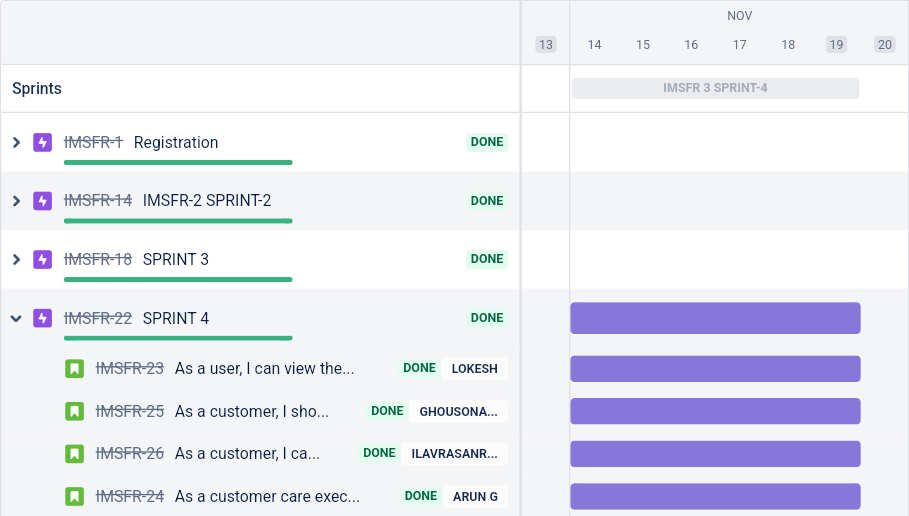 NOV
13 14 15 16 17 18 19 20
Sprints IMSFR 3 SPRINT-4
IMSFR-1 Registration DONE
IMSFR-14 IMSFR-2 SPRINT-2 DONE
IMSFR-18 SPRINT 3 DONE
IMSFR-22 SPRINT 4 DONE
IMSFR-23 As a user, I can view the... DONE LOKESH
IMSFR-25 As a customer, I sho... DONE GHOUSONA...
IMSFR-26 As a customer, I ca... DONE ILAVRASANR...
IMSFR-24 As a customer care exec... DONE ARUN G